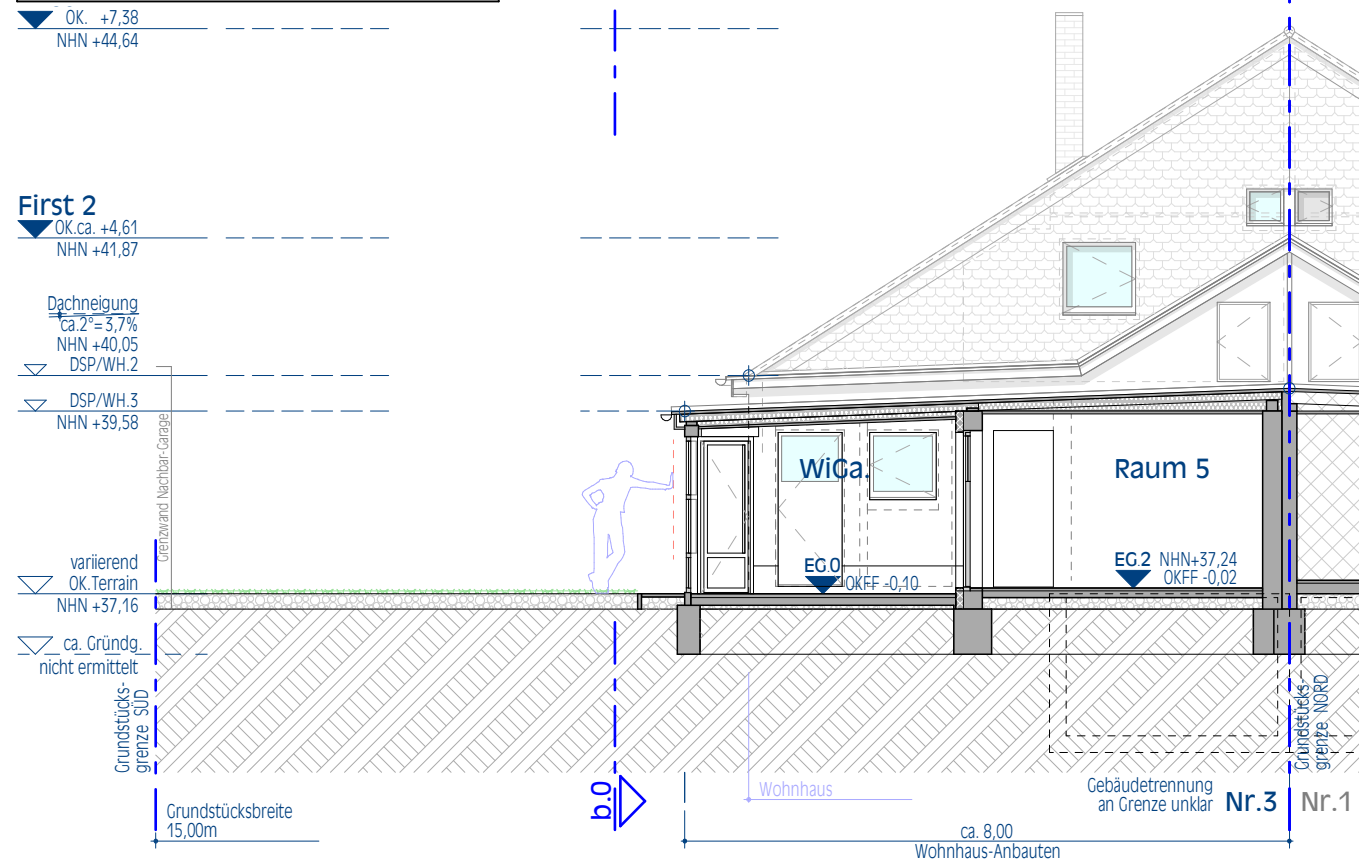 OK. +7,38
NHN +44,64
First 2
OK.ca. +4,61
NHN +41,87
Dachneigung
ca.2°=3,7%
NHN +40,05
DSP/WH.2
DSP/WH.3
NHN +39,58
Grenzwand Nachbar-Garage
WiGa.
Raum 5
variierend
OK.Terrain
NHN +37,16
EG.0
OKFF -0,10
EG.2 NHN+37,24
OKFF -0,02
ca. Gründg.
nicht ermittelt
Grundstücks-
grenze SÜD
Grundstücks-
grenze NORD
b.0
Wohnhaus
Gebäudetrennung
an Grenze unklar
Nr.3
Nr.1
Grundstücksbreite
15,00m
ca. 8,00
Wohnhaus-Anbauten